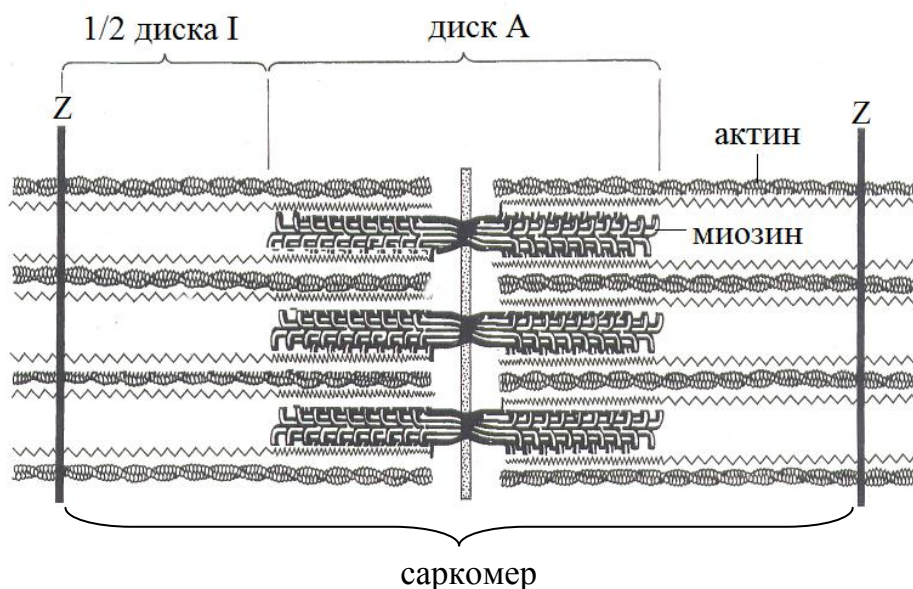 1/2 диска I
диск А
Z
Z
актин
миозин
саркомер